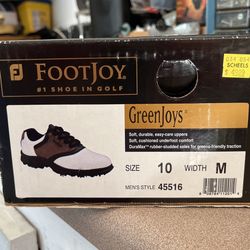 FJ
FOOTJOY®
#1 SHOE IN GOLF
SCHEELS
GreenJoys®
Soft, durable, easy-care uppers
Soft, cushioned underfoot comfort
DuraMax™ rubber-studded soles for greens-friendly traction
SIZE 10 WIDTH M
MEN'S STYLE 45516